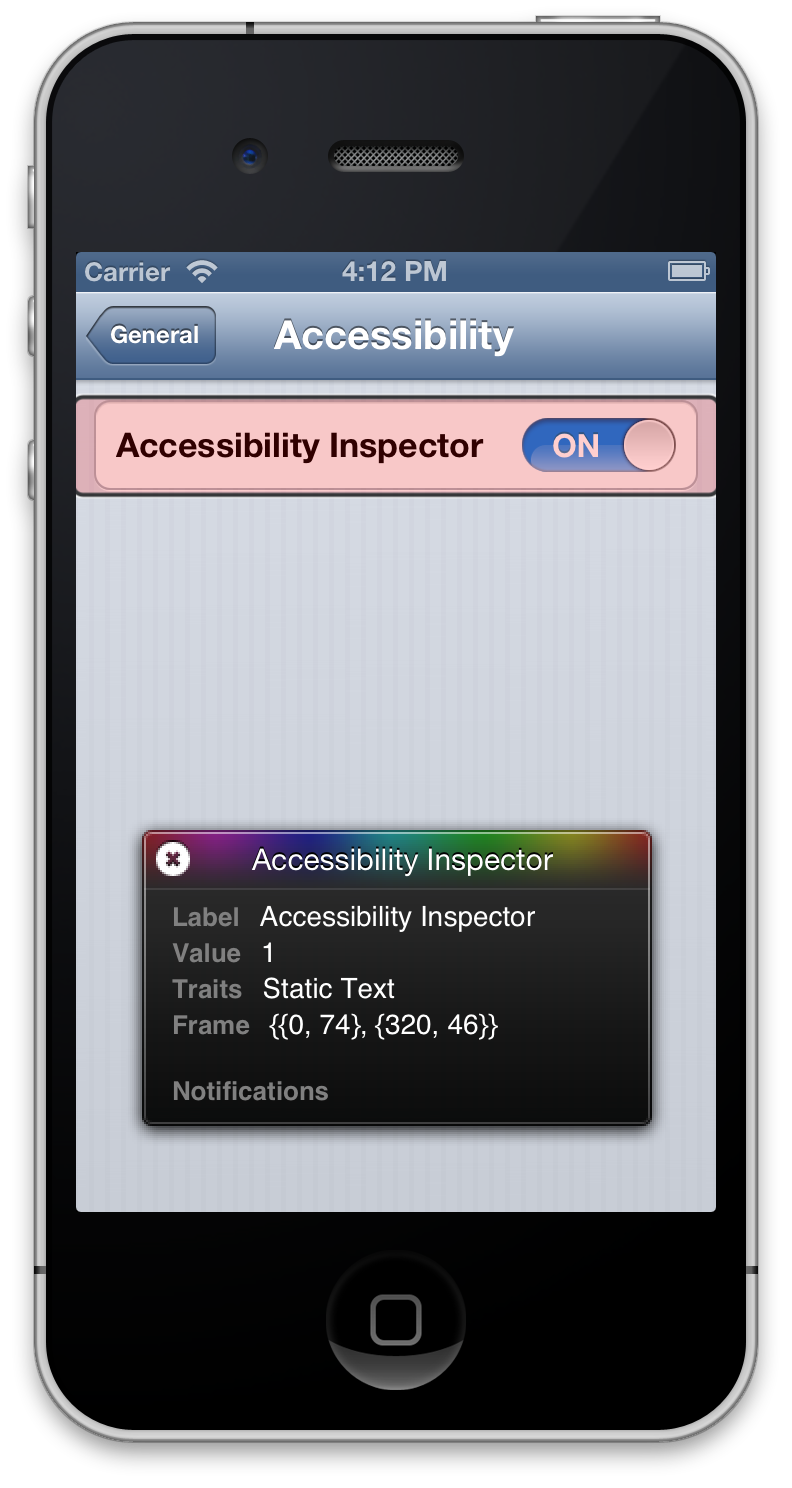 Carrier 4:12 PM
General Accessibility
Accessibility Inspector ON
Accessibility Inspector
Label Accessibility Inspector
Value 1
Traits Static Text
Frame {{0, 74}, {320, 46}}
Notifications